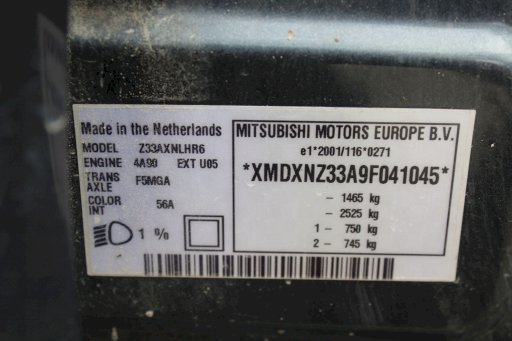 Made in the Netherlands
MODEL Z33AXNLHR6
ENGINE 4A90 EXT U05
TRANS AXLE F5MGA
COLOR INT 56A
1 %
MITSUBISHI MOTORS EUROPE B.V.
e1*2001/116*0271
*XMDXNZ33A9F041045*
- 1465 kg
- 2525 kg
1- 750 kg
2- 745 kg